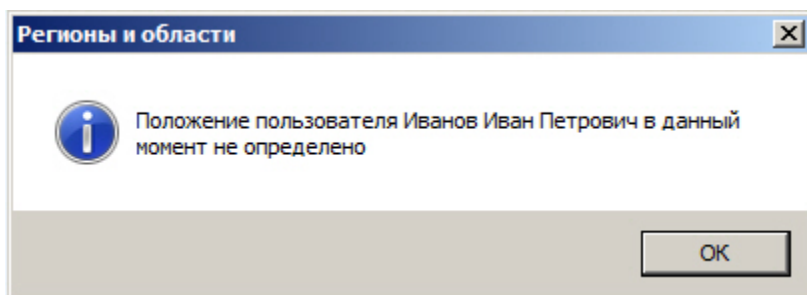 Регионы и области
Положение пользователя Иванов Иван Петрович в данный
момент не определено
OK